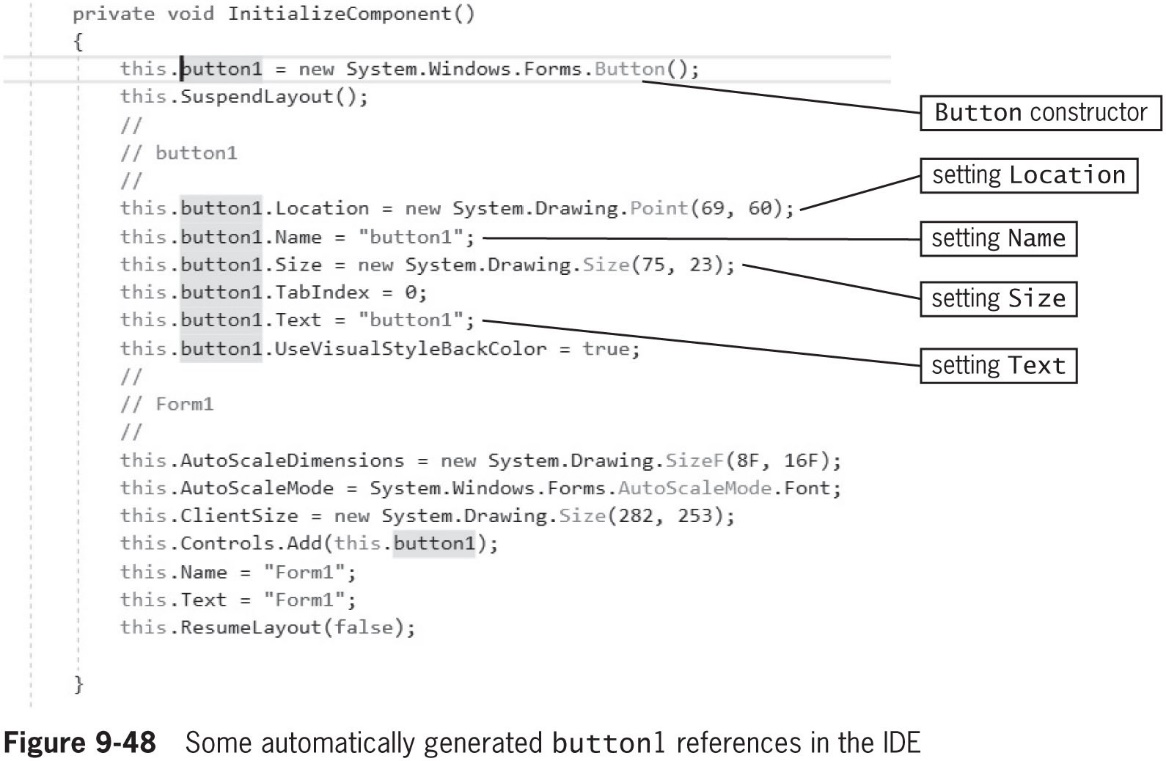 private void InitializeComponent()
{
this.button1 = new System.Windows.Forms.Button();
this.SuspendLayout();
//
// button1
//
this.button1.Location = new System.Drawing.Point(69, 60);
this.button1.Name = "button1";
this.button1.Size = new System.Drawing.Size(75, 23);
this.button1.TabIndex = 0;
this.button1.Text = "button1";
this.button1.UseVisualStyleBackColor = true;
//
// Form1
//
this.AutoScaleDimensions = new System.Drawing.SizeF(8F, 16F);
this.AutoScaleMode = System.Windows.Forms.AutoScaleMode.Font;
this.ClientSize = new System.Drawing.Size(282, 253);
this.Controls.Add(this.button1);
this.Name = "Form1";
this.Text = "Form1";
this.ResumeLayout(false);
}
Button constructor
setting Location
setting Name
setting Size
setting Text
Figure 9-48 Some automatically generated button1 references in the IDE